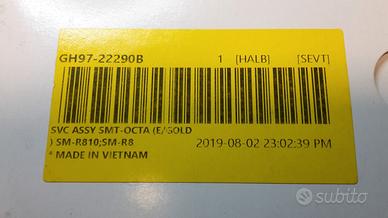 GH97-22290B 1 [HALB] [SEVT]
SVC ASSY SMT-OCTA (E/GOLD
) SM-R810;SM-R8 2019-08-02 23:02:39 PM
* MADE IN VIETNAM
subito